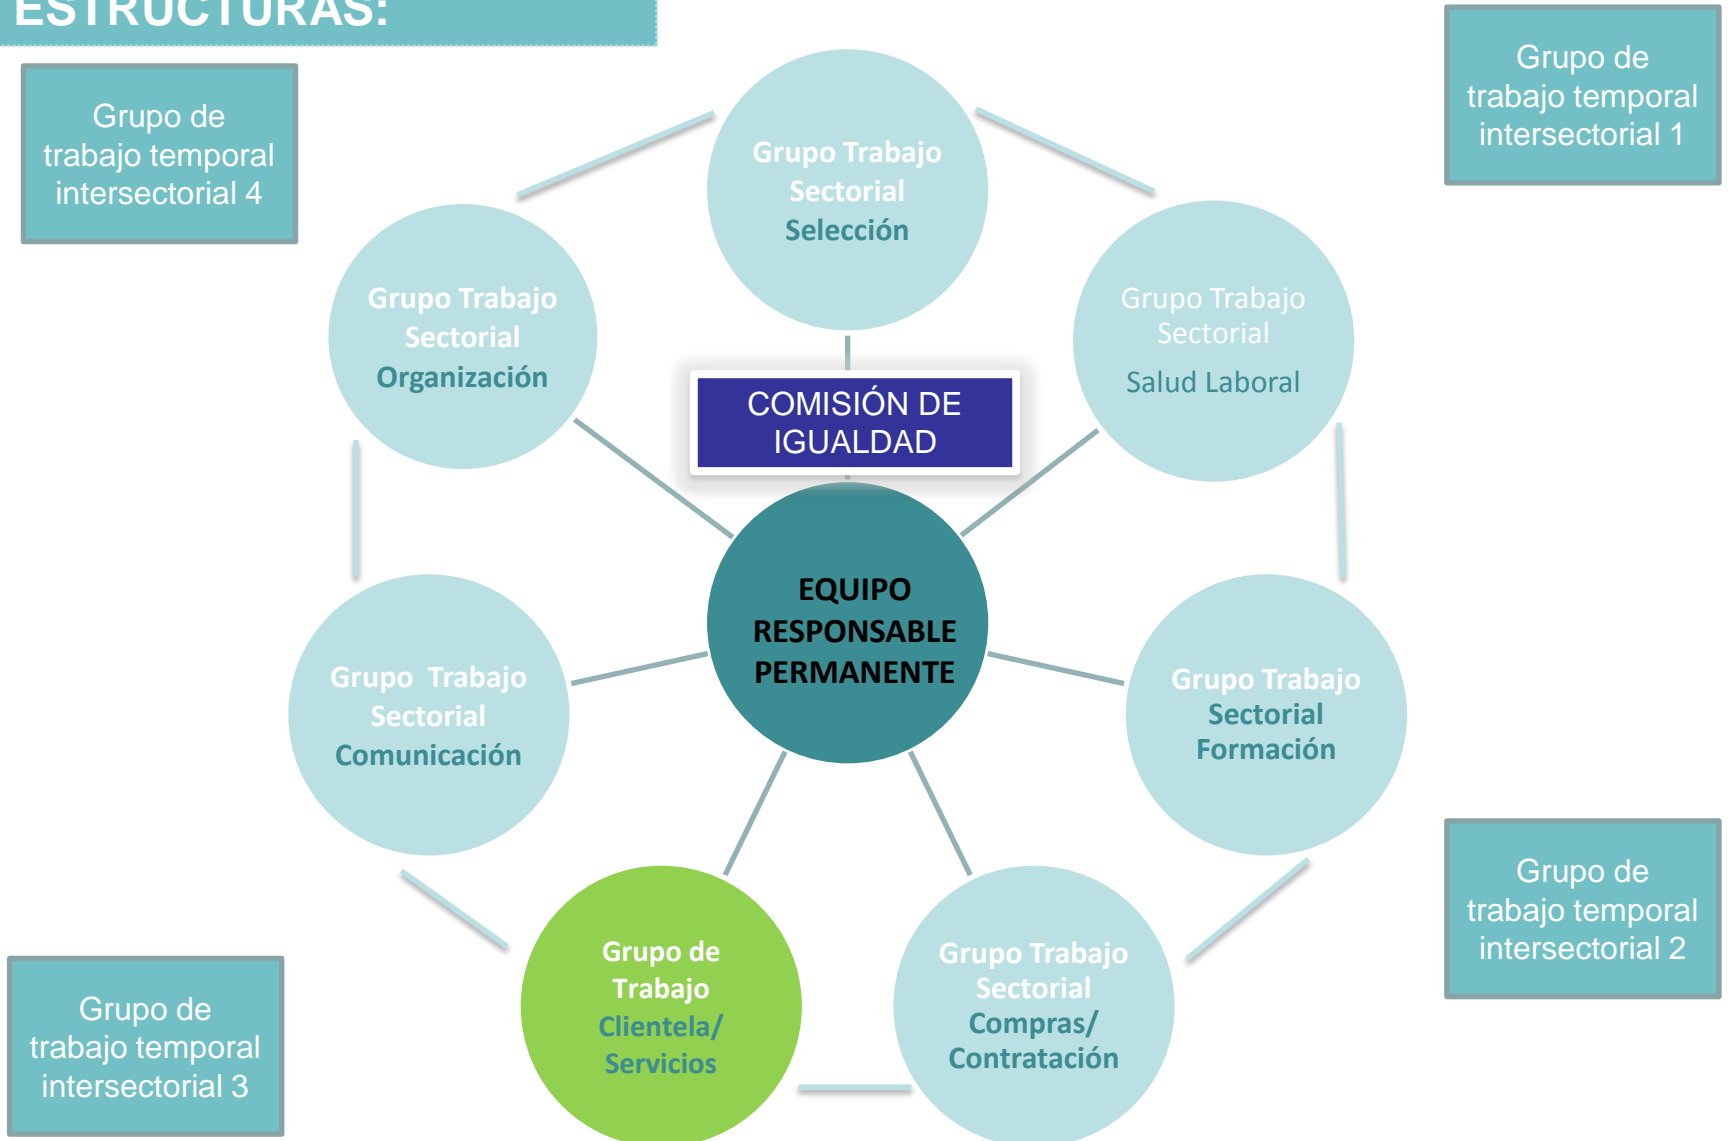 ESTRUCTURAS:
Grupo de
trabajo temporal
intersectorial 4
Grupo de
trabajo temporal
intersectorial 1
Grupo Trabajo
Sectorial
Selección
Grupo Trabajo
Sectorial
Organización
Grupo Trabajo
Sectorial
Salud Laboral
COMISIÓN DE
IGUALDAD
EQUIPO
RESPONSABLE
PERMANENTE
Grupo Trabajo
Sectorial
Comunicación
Grupo Trabajo
Sectorial
Formación
Grupo de
Trabajo
Clientela/
Servicios
Grupo Trabajo
Sectorial
Compras/
Contratación
Grupo de
trabajo temporal
intersectorial 2
Grupo de
trabajo temporal
intersectorial 3